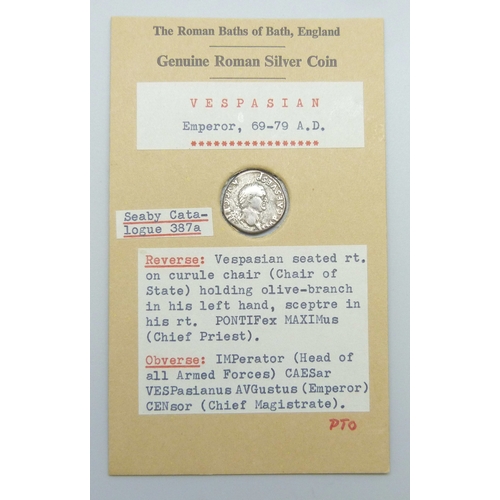 The Roman Baths of Bath, England
Genuine Roman Silver Coin
VESPASIAN
Emperor, 69-79 A.D.
*******************
Seaby Cata-
logue 387a
Reverse: Vespasian seated rt.
on curule chair (Chair of
State) holding olive-branch
in his left hand, sceptre in
his rt. PONTIFex MAXIMus
(Chief Priest).
Obverse: IMPerator (Head of
all Armed Forces) CAESar
VESPasianus AVGustus (Emperor)
CENsor (Chief Magistrate).
PTO